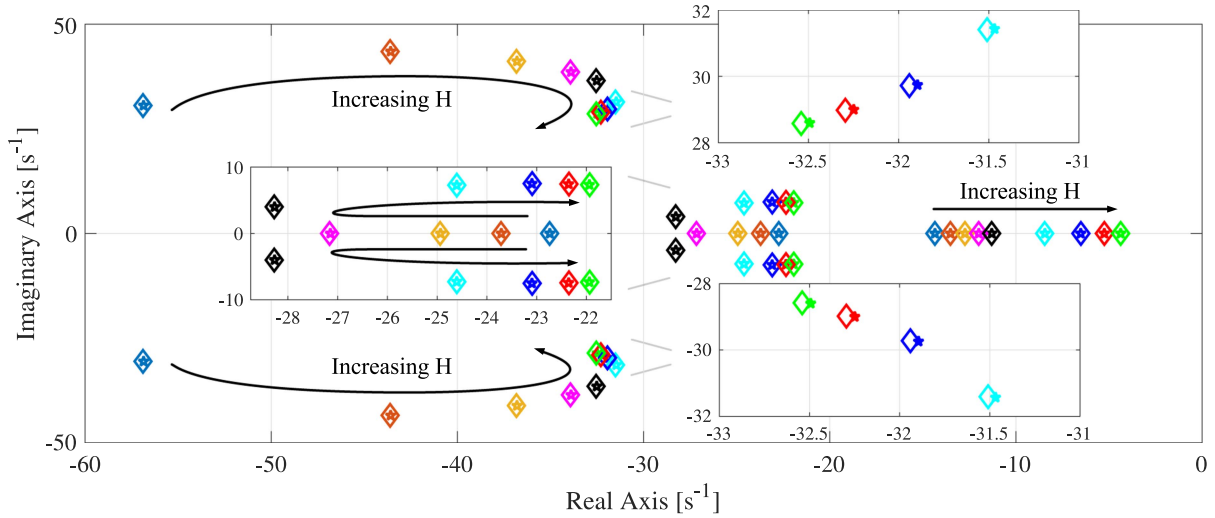 50
0
-50
Imaginary Axis [s⁻¹]
-60 -50 -40 -30 -20 -10 0
Real Axis [s⁻¹]
Increasing H
Increasing H
Increasing H
10
0
-10
-28 -27 -26 -25 -24 -23 -22
32
30
28
-33 -32.5 -32 -31.5 -31
-28
-30
-32
-33 -32.5 -32 -31.5 -31